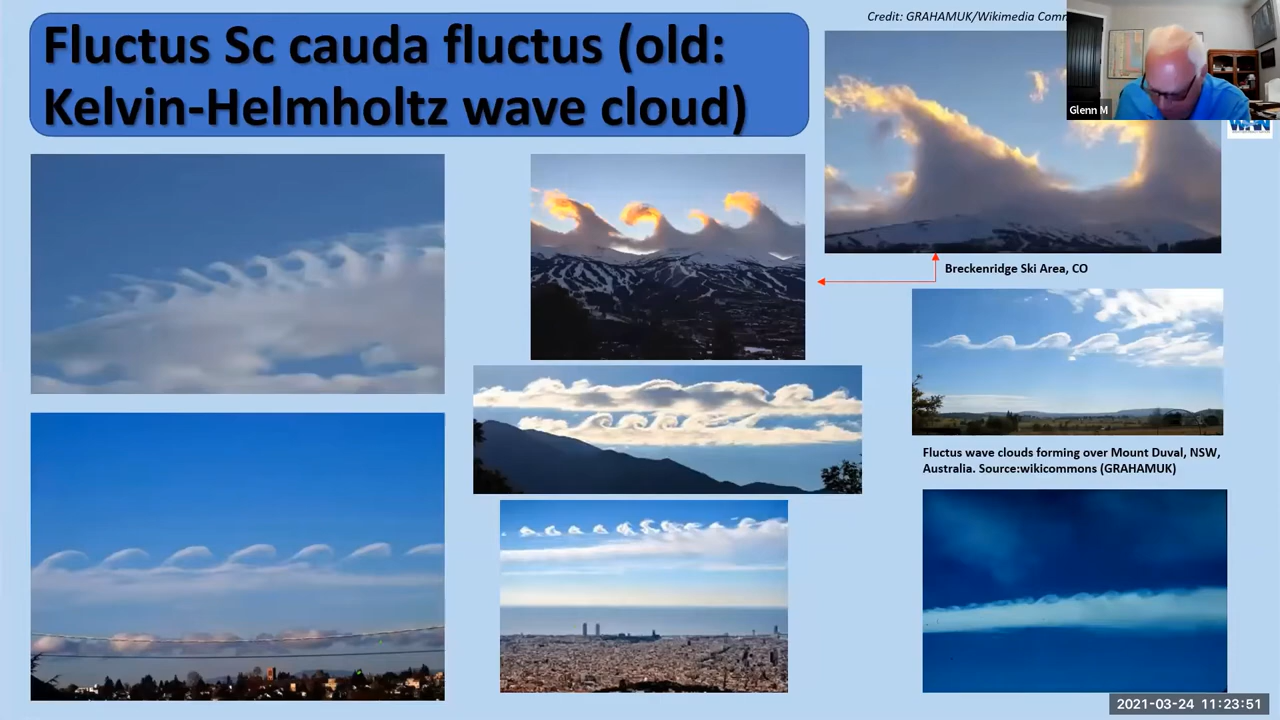 Fluctus Sc cauda fluctus (old:
Kelvin-Helmholtz wave cloud)
Credit: GRAHAMUK/Wikimedia
Glenn M
Breckenridge Ski Area, CO
Fluctus wave clouds forming over Mount Duval, NSW,
Australia. Source:wikicommons (GRAHAMUK)
2021-03-24 11:23:51